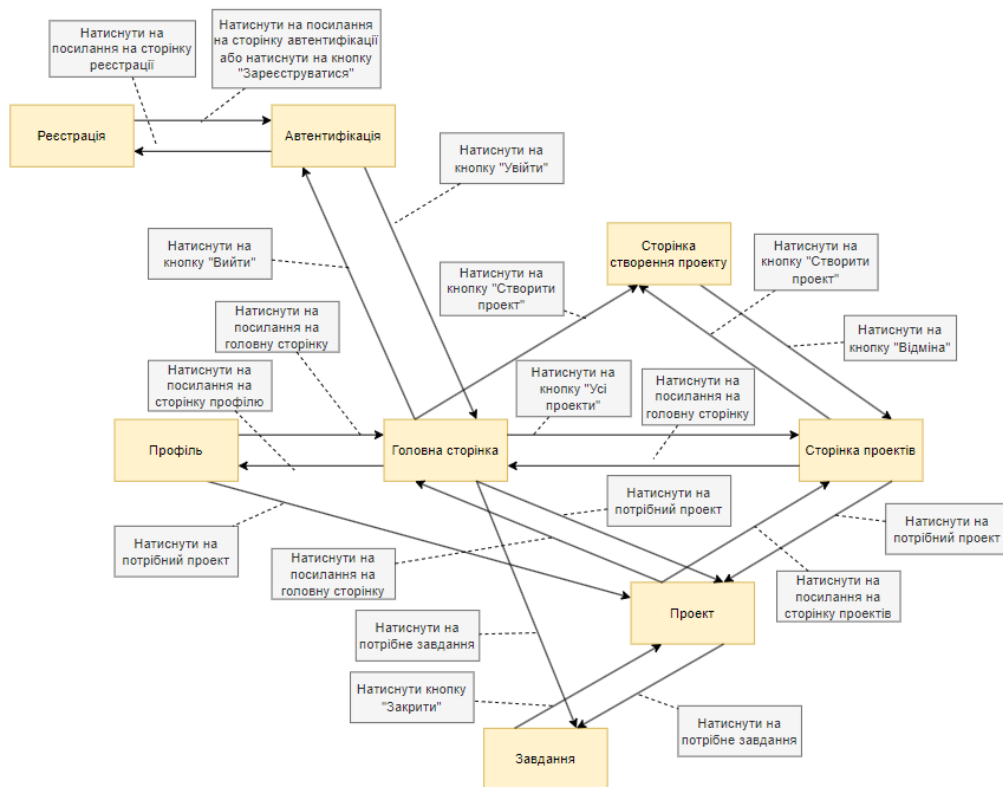 Натиснути на
посилання на сторінку
реєстрації
Натиснути на посилання
на сторінку автентифікації
або натиснути на кнопку
"Зареєструватися"
Реєстрація
Автентифікація
Натиснути на
кнопку "Увійти"
Натиснути на
кнопку "Вийти"
Натиснути на
кнопку "Створити
проект"
Сторінка
створення проекту
Натиснути на
кнопку "Створити
проект"
Натиснути на
посилання на
головну сторінку
Натиснути на
кнопку "Відміна"
Натиснути на
посилання на
сторінку профілю
Натиснути на
кнопку "Усі
проекти"
Натиснути на
посилання на
головну сторінку
Профіль
Головна сторінка
Сторінка проектів
Натиснути на
потрібний проект
Натиснути на
посилання на
головну сторінку
Натиснути на
потрібний проект
Натиснути на
потрібний проект
Натиснути на
посилання на
сторінку проектів
Проект
Натиснути на
потрібне завдання
Натиснути кнопку
"Закрити"
Натиснути на
потрібне завдання
Завдання